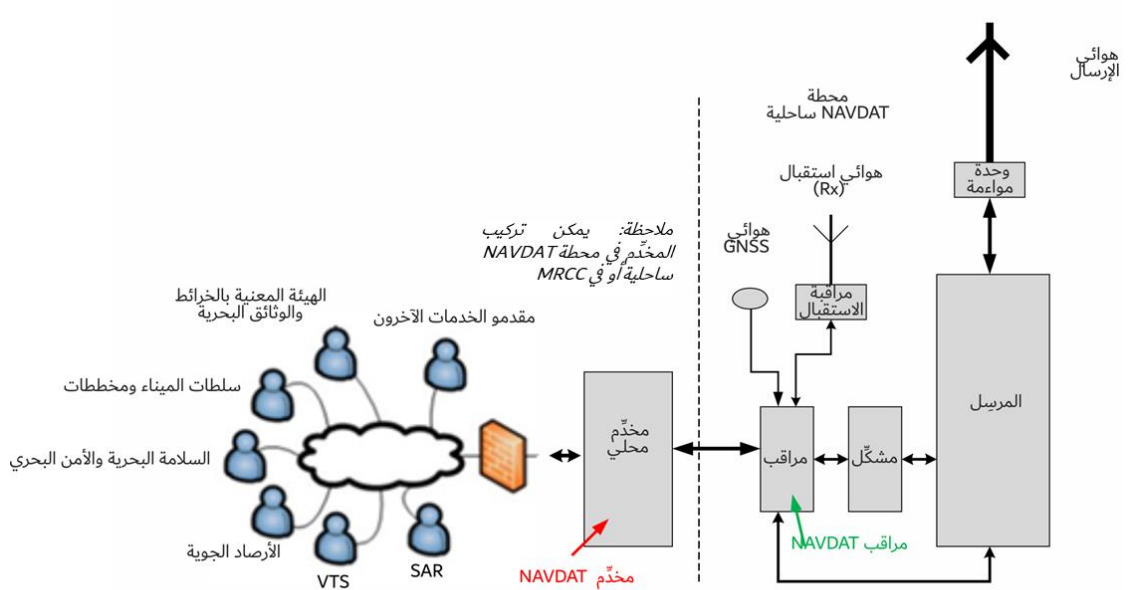 هوائي
الإرسال
محطة
NAVDAT ساحلية
وحدة
مواءمة
هوائي استقبال
(Rx)
هوائي
GNSS
ملاحظة: يمكن تركيب
المخدِّم في محطة NAVDAT
ساحلية أو في MRCC
مراقبة
الاستقبال
الهيئة المعنية بالخرائط
والوثائق البحرية
مقدمو الخدمات الآخرون
سلطات الميناء ومخططات
المرسِل
مخدِّم
محلي
مراقب
مشكِّل
السلامة البحرية والأمن البحري
الأرصاد الجوية
VTS
SAR
مخدِّم NAVDAT
مراقب NAVDAT